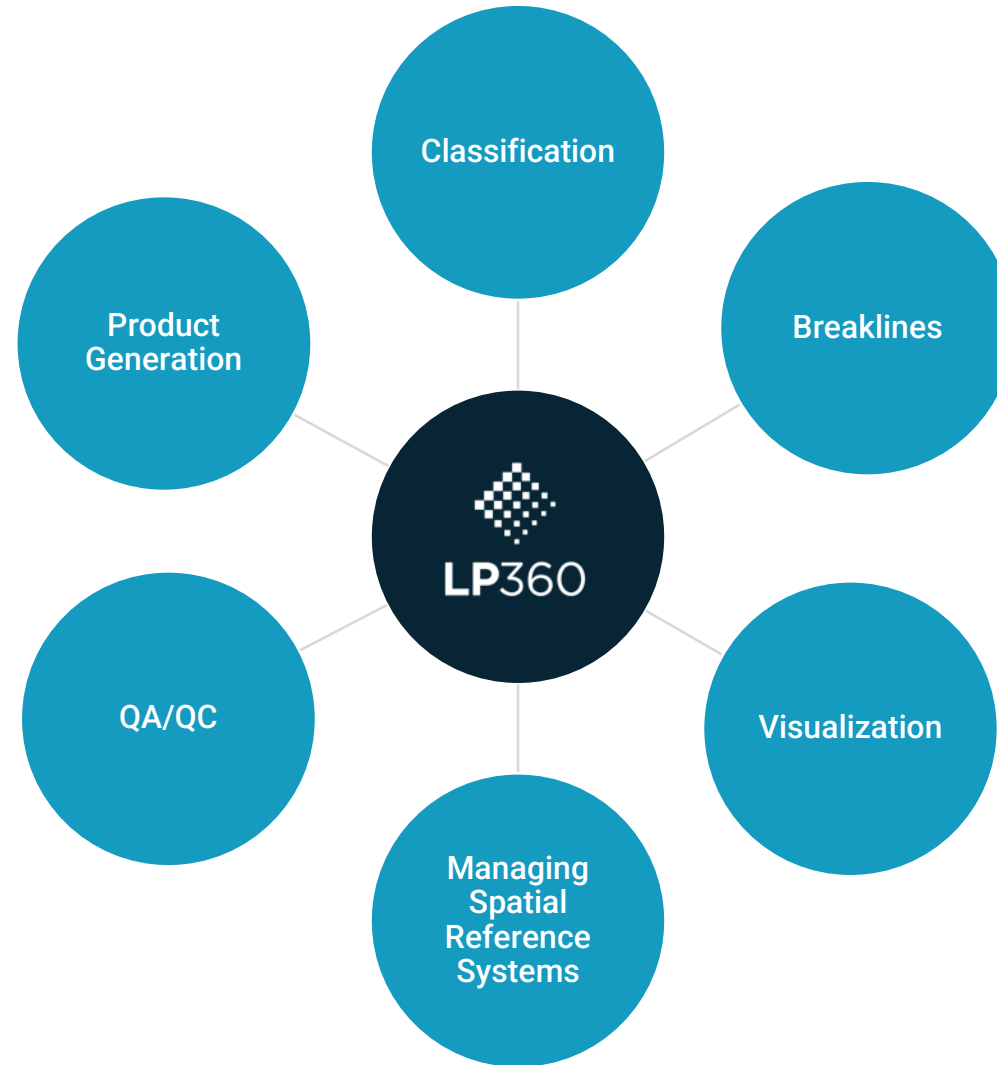 Classification
Product
Generation
Breaklines
LP360
QA/QC
Visualization
Managing
Spatial
Reference
Systems